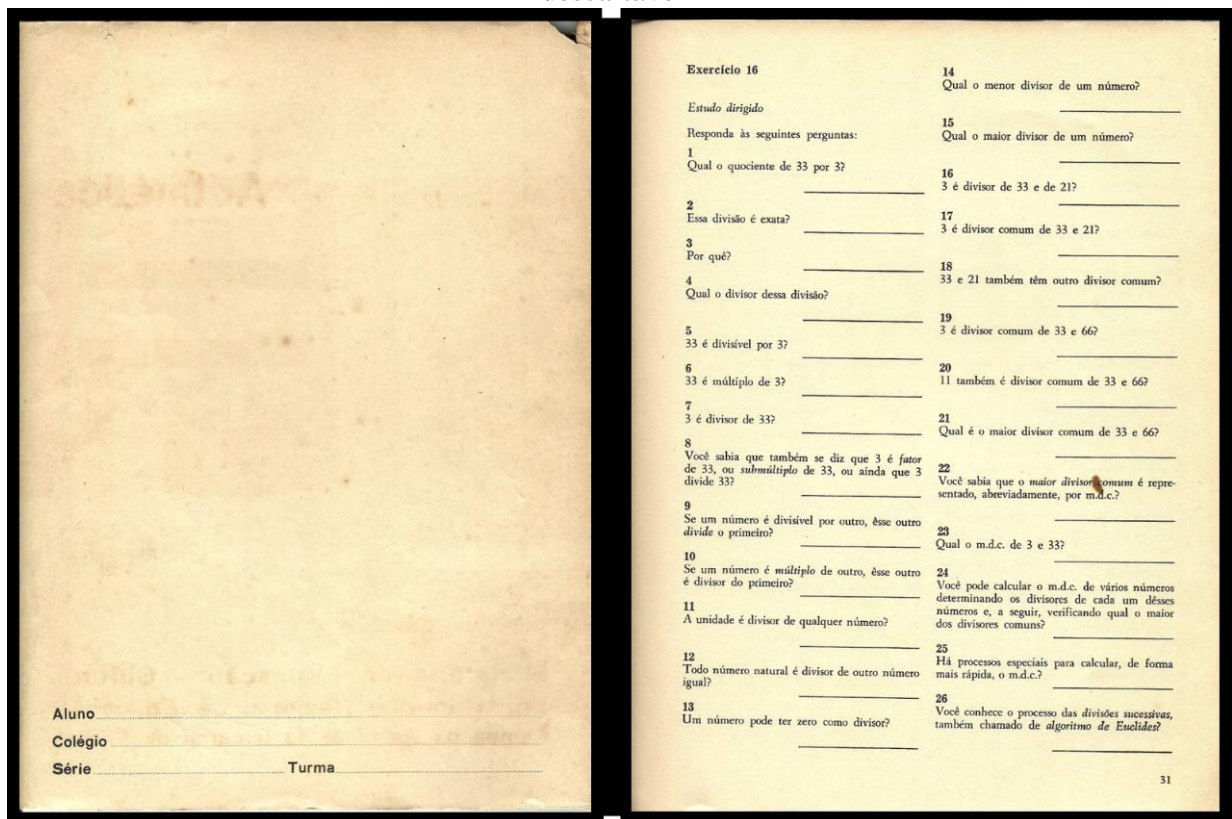 Aluno
Colégio
Série Turma
Exercício 16
Estudo dirigido
Responda às seguintes perguntas:
1
Qual o quociente de 33 por 3?
2
Essa divisão é exata?
3
Por quê?
4
Qual o divisor dessa divisão?
5
33 é divisível por 3?
6
33 é múltiplo de 3?
7
3 é divisor de 33?
8
Você sabia que também se diz que 3 é fator
de 33, ou submúltiplo de 33, ou ainda que 3
divide 33?
9
Se um número é divisível por outro, êsse outro
divide o primeiro?
10
Se um número é múltiplo de outro, êsse outro
é divisor do primeiro?
11
A unidade é divisor de qualquer número?
12
Todo número natural é divisor de outro número
igual?
13
Um número pode ter zero como divisor?
14
Qual o menor divisor de um número?
15
Qual o maior divisor de um número?
16
3 é divisor de 33 e de 21?
17
3 é divisor comum de 33 e 21?
18
33 e 21 também têm outro divisor comum?
19
3 é divisor comum de 33 e 66?
20
11 também é divisor comum de 33 e 66?
21
Qual é o maior divisor comum de 33 e 66?
22
Você sabia que o maior divisor comum é repre-
sentado, abreviadamente, por m.d.c.?
23
Qual o m.d.c. de 3 e 33?
24
Você pode calcular o m.d.c. de vários números
determinando os divisores de cada um dêsses
números e, a seguir, verificando qual o maior
dos divisores comuns?
25
Há processos especiais para calcular, de forma
mais rápida, o m.d.c.?
26
Você conhece o processo das divisões sucessivas,
também chamado de algoritmo de Euclides?
31